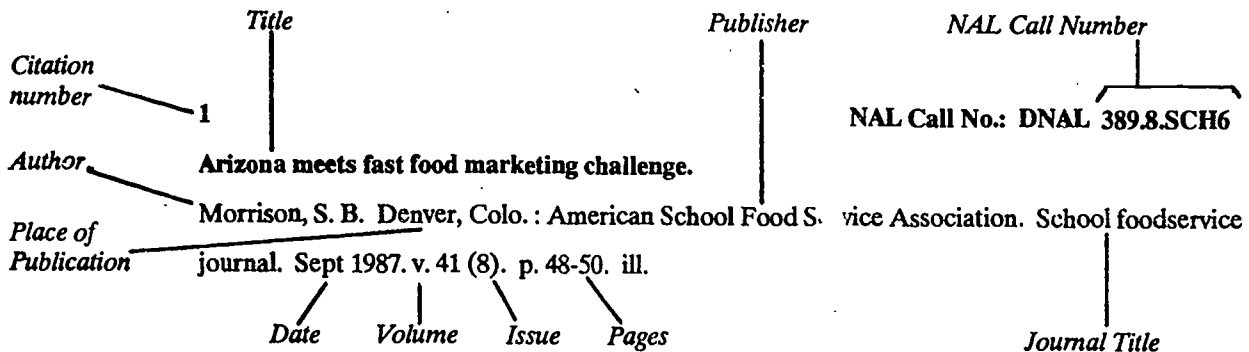 Title Publisher NAL Call Number
Citation
number
1 NAL Call No.: DNAL 389.8.SCH6
Author Arizona meets fast food marketing challenge.
Morrison, S. B. Denver, Colo. : American School Food S vice Association. School foodservice
Place of
Publication
journal. Sept 1987. v. 41 (8). p. 48-50. ill.
Date Volume Issue Pages
Journal Title